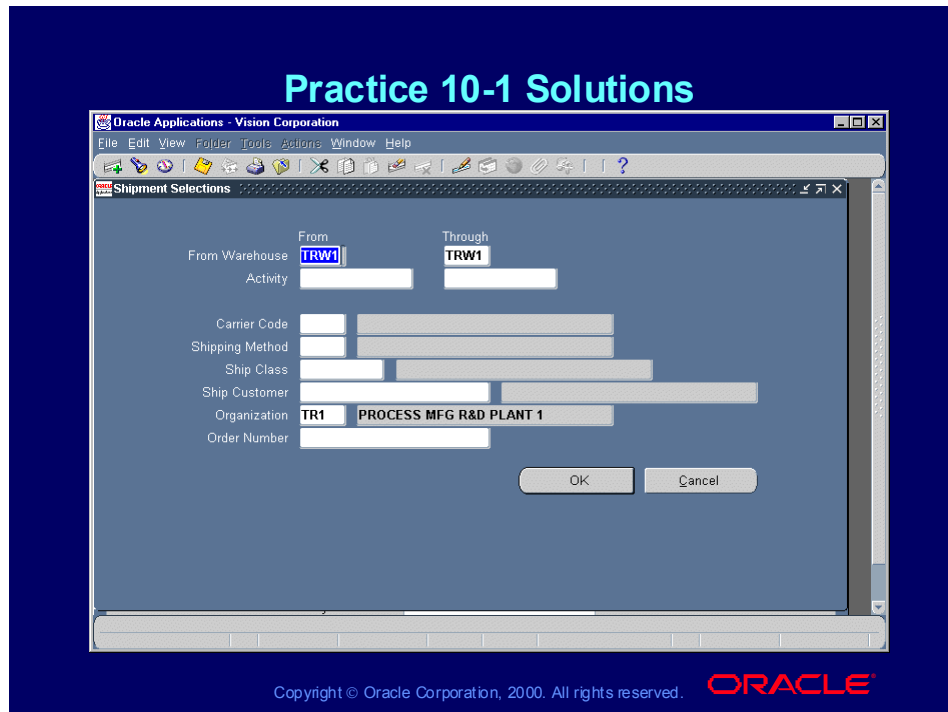 Practice 10-1 Solutions
Oracle Applications - Vision Corporation
File Edit View Folder Tools Actions Window Help
Shipment Selections
From Through
From Warehouse TRW1 TRW1
Activity
Carrier Code
Shipping Method
Ship Class
Ship Customer
Organization TR1 PROCESS MFG R&D PLANT 1
Order Number
OK Cancel
Copyright © Oracle Corporation, 2000. All rights reserved. ORACLE